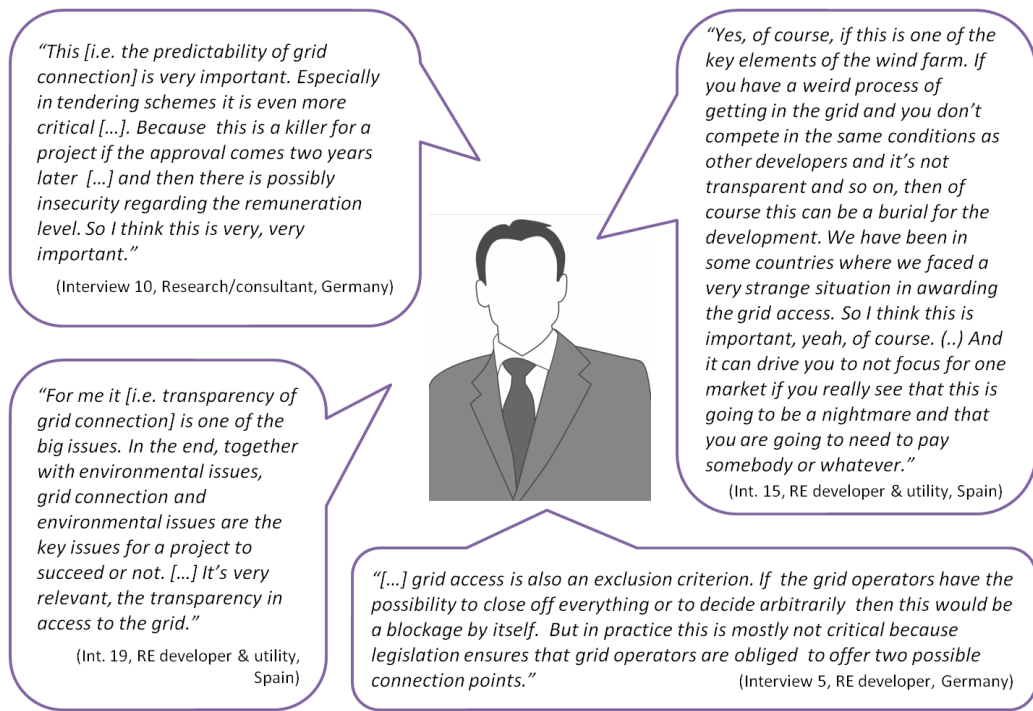 “This [i.e. the predictability of grid
connection] is very important. Especially
in tendering schemes it is even more
critical […]. Because  this is a killer for a
project if the approval comes two years
later  […] and then there is possibly
insecurity regarding the remuneration
level. So I think this is very, very
important.”
(Interview 10, Research/consultant, Germany)
“Yes, of course, if this is one of the
key elements of the wind farm. If
you have a weird process of
getting in the grid and you don’t
compete in the same conditions as
other developers and it’s not
transparent and so on, then of
course this can be a burial for the
development. We have been in
some countries where we faced a
very strange situation in awarding
the grid access. So I think this is
important, yeah, of course. (..) And
it can drive you to not focus for one
market if you really see that this is
going to be a nightmare and that
you are going to need to pay
somebody or whatever.”
(Int. 15, RE developer & utility, Spain)
“For me it [i.e. transparency of
grid connection] is one of the
big issues. In the end, together
with environmental issues,
grid connection and
environmental issues are the
key issues for a project to
succeed or not. […] It’s very
relevant, the transparency in
access to the grid.”
(Int. 19, RE developer & utility,
Spain)
“[…] grid access is also an exclusion criterion. If  the grid operators have the
possibility to close off everything or to decide arbitrarily  then this would be
a blockage by itself.  But in practice this is mostly not critical because
legislation ensures that grid operators are obliged  to offer two possible
connection points.”
(Interview 5, RE developer, Germany)